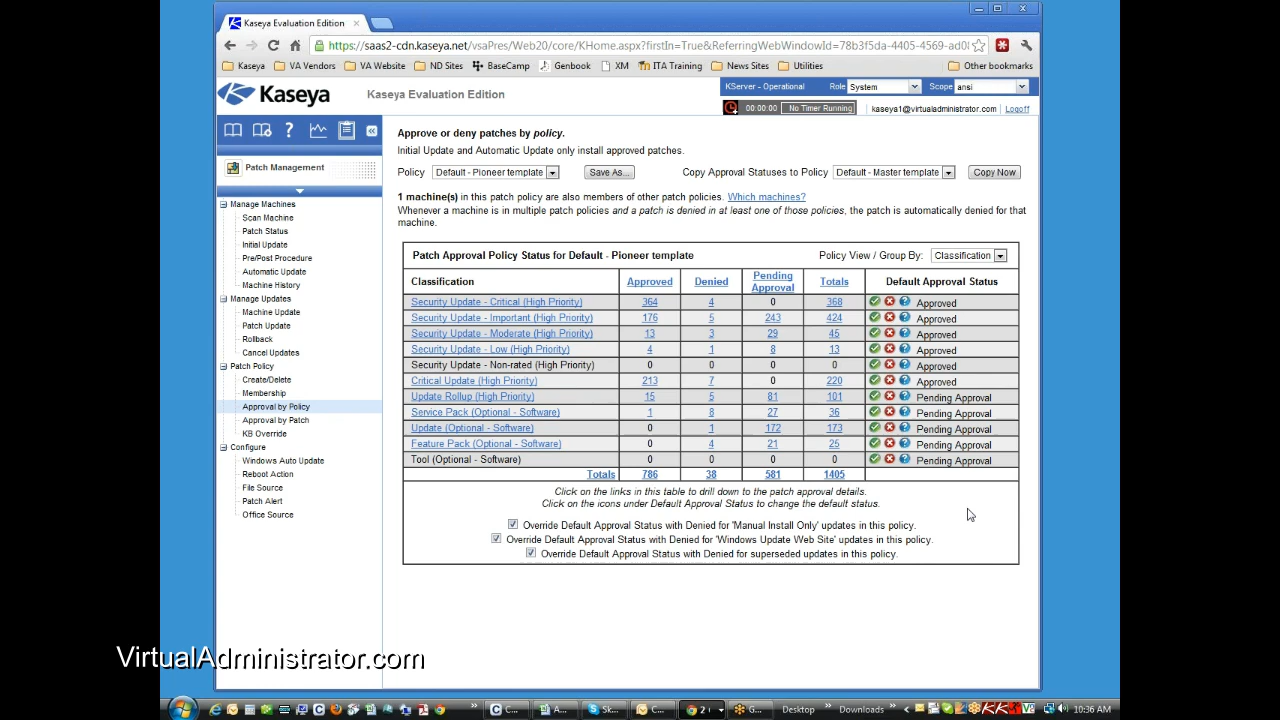 Kaseya Evaluation Edition
https://saas2-cdn.kaseya.net/vsaPres/Web20/core/KHome.aspx?firstIn=True&ReferringWebWindowId=78b3f5da-4405-4569-ad08
Kaseya VA Vendors VA Website ND Sites BaseCamp Genbook XM ITA Training News Sites Utilities Other bookmarks
Kaseya Kaseya Evaluation Edition KServer - Operational Role System Scope ansi
00:00:00 No Timer Running kaseya1@virtualadministrator.com Logoff
Patch Management
Manage Machines
Scan Machine
Patch Status
Initial Update
Pre/Post Procedure
Automatic Update
Machine History
Manage Updates
Machine Update
Patch Update
Rollback
Cancel Updates
Patch Policy
Create/Delete
Membership
Approval by Policy
Approval by Patch
KB Override
Configure
Windows Auto Update
Reboot Action
File Source
Patch Alert
Office Source
Approve or deny patches by policy.
Initial Update and Automatic Update only install approved patches.
Policy Default - Pioneer template Save As... Copy Approval Statuses to Policy Default - Master template Copy Now
1 machine(s) in this patch policy are also members of other patch policies. Which machines?
Whenever a machine is in multiple patch policies and a patch is denied in at least one of those policies, the patch is automatically denied for that
machine.
Patch Approval Policy Status for Default - Pioneer template Policy View / Group By: Classification
Classification Approved Denied Pending Approval Totals Default Approval Status
Security Update - Critical (High Priority) 364 4 0 368 Approved
Security Update - Important (High Priority) 176 5 243 424 Approved
Security Update - Moderate (High Priority) 13 3 29 45 Approved
Security Update - Low (High Priority) 4 1 8 13 Approved
Security Update - Non-rated (High Priority) 0 0 0 0 Approved
Critical Update (High Priority) 213 7 0 220 Approved
Update Rollup (High Priority) 15 5 81 101 Pending Approval
Service Pack (Optional - Software) 1 8 27 36 Pending Approval
Update (Optional - Software) 0 1 172 173 Pending Approval
Feature Pack (Optional - Software) 0 4 21 25 Pending Approval
Tool (Optional - Software) 0 0 0 0 Pending Approval
Totals 786 38 581 1405
Click on the links in this table to drill down to the patch approval details.
Click on the icons under Default Approval Status to change the default status.
Override Default Approval Status with Denied for 'Manual Install Only' updates in this policy.
Override Default Approval Status with Denied for 'Windows Update Web Site' updates in this policy.
Override Default Approval Status with Denied for superseded updates in this policy.
VirtualAdministrator.com
C... A... Sk... C... G... Desktop Downloads 10:36 AM